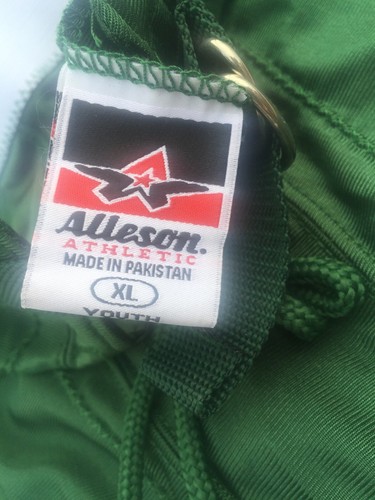 Alleson.
ATHLETIC
MADE IN PAKISTAN
XL
YOUTH